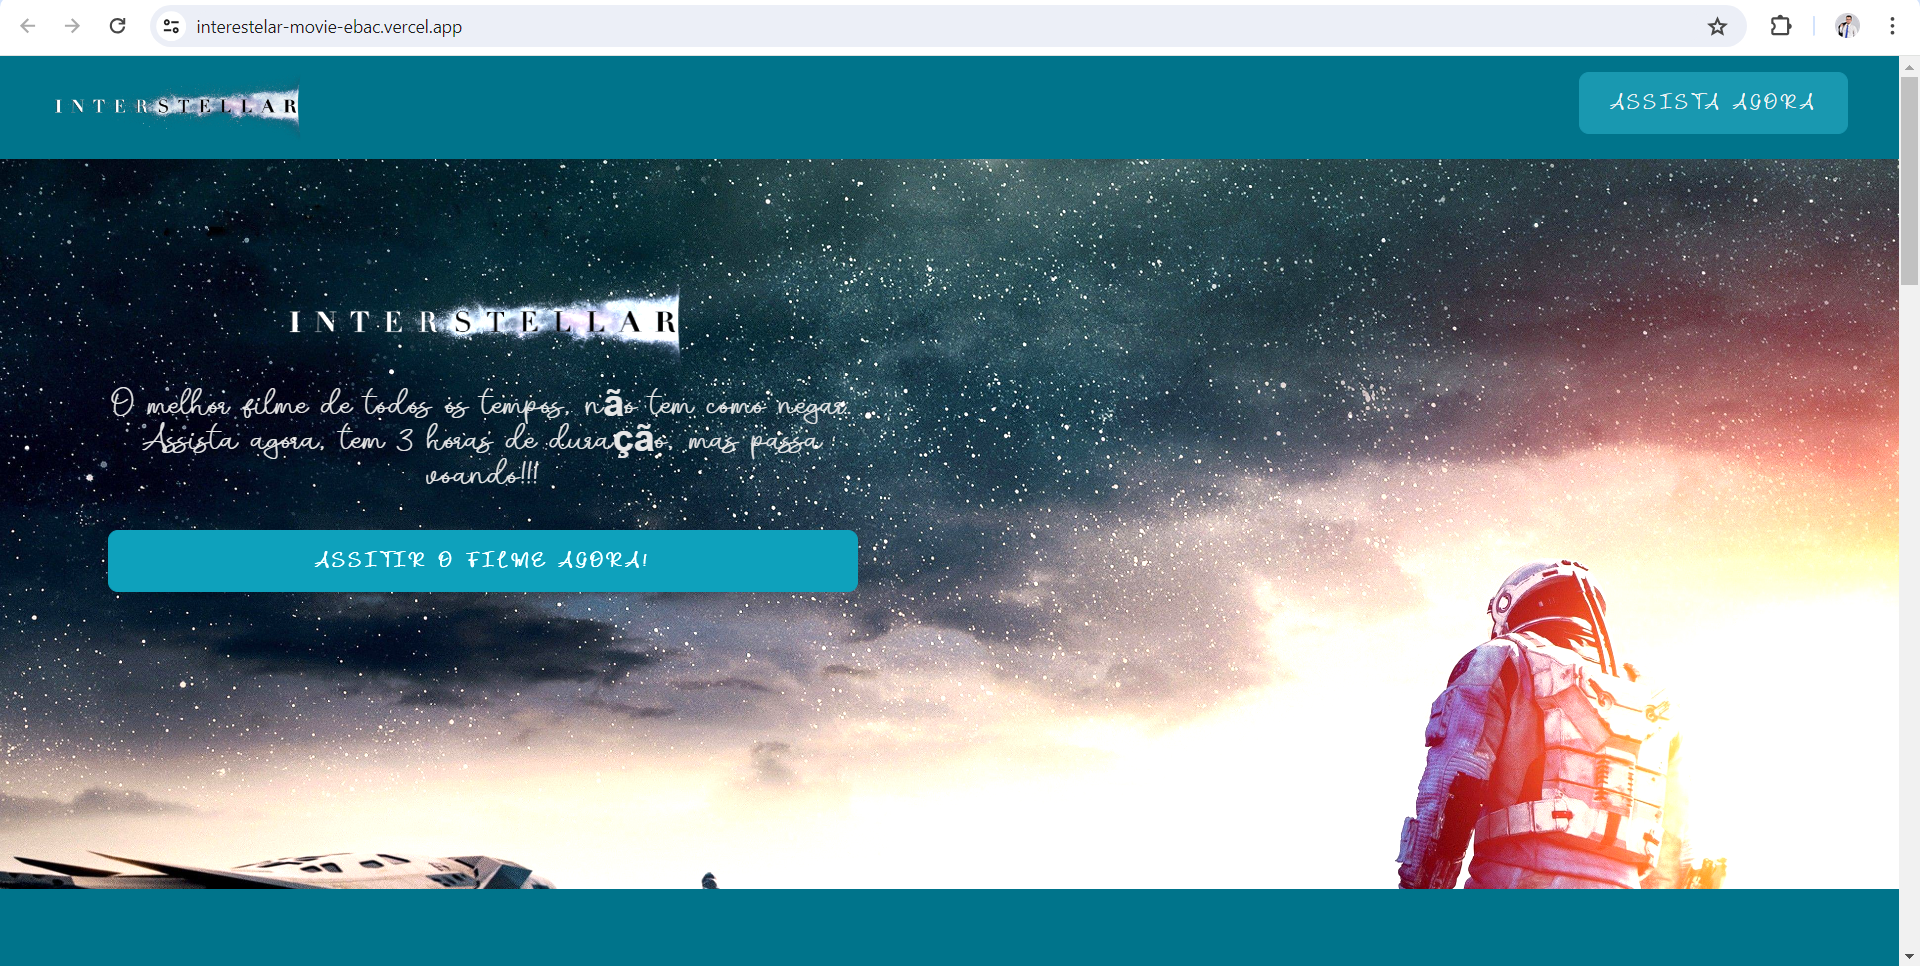 interestelar-movie-ebac.vercel.app
INTERSTELLAR
ASSISTA AGORA
INTERSTELLAR
O melhor filme de todos os tempos, não tem como negar.
Assista agora, tem 3 horas de duração, mas passa
voando!!!
ASSITIR O FILME AGORA!